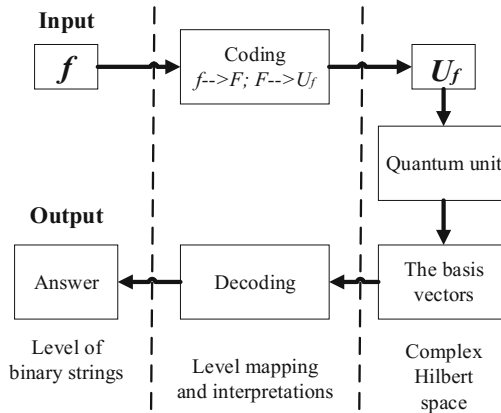 Input
f
Coding
f-->F; F-->Uf
Uf
Quantum unit
Output
Answer
Decoding
The basis
vectors
Level of
binary strings
Level mapping
and interpretations
Complex
Hilbert
space